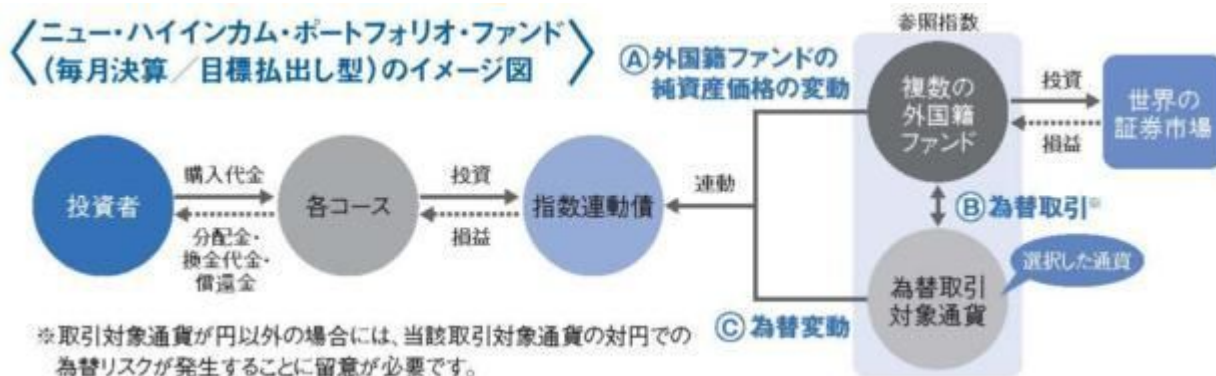 ニュー・ハイインカム・ポートフォリオ・ファンド
(毎月決算／目標払出し型)のイメージ図
参照指数
Ⓐ外国籍ファンドの
純資産価格の変動
複数の
外国籍
ファンド
投資
損益
世界の
証券市場
投資者
購入代金
分配金・
換金代金・
償還金
各コース
投資
損益
指数連動債
連動
Ⓑ為替取引※
選択した通貨
為替取引
対象通貨
Ⓒ為替変動
※取引対象通貨が円以外の場合には、当該取引対象通貨の対円での
為替リスクが発生することに留意が必要です。